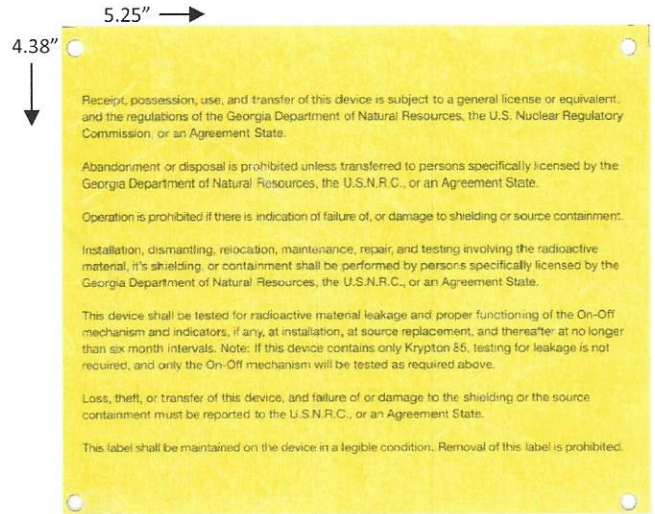 5.25" →
4.38"
↓
Receipt, possession, use, and transfer of this device is subject to a general license or equivalent,
and the regulations of the Georgia Department of Natural Resources, the U.S. Nuclear Regulatory
Commission, or an Agreement State.
Abandonment or disposal is prohibited unless transferred to persons specifically licensed by the
Georgia Department of Natural Resources, the U.S.N.R.C., or an Agreement State.
Operation is prohibited if there is indication of failure of, or damage to shielding or source containment.
Installation, dismantling, relocation, maintenance, repair, and testing involving the radioactive
material, it's shielding, or containment shall be performed by persons specifically licensed by the
Georgia Department of Natural Resources, the U.S.N.R.C., or an Agreement State.
This device shall be tested for radioactive material leakage and proper functioning of the On-Off
mechanism and indicators, if any, at installation, at source replacement, and thereafter at no longer
than six month intervals. Note: If this device contains only Krypton 85, testing for leakage is not
required, and only the On-Off mechanism will be tested as required above.
Loss, theft, or transfer of this device, and failure of or damage to the shielding or the source
containment must be reported to the U.S.N.R.C., or an Agreement State.
This label shall be maintained on the device in a legible condition. Removal of this label is prohibited.